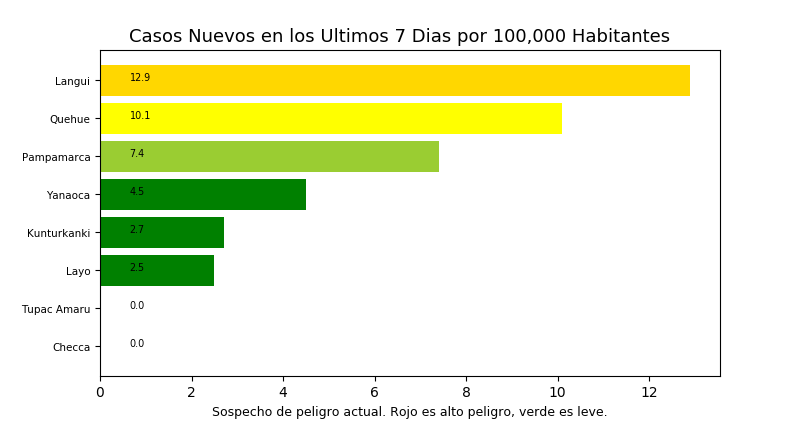 Casos Nuevos en los Ultimos 7 Dias por 100,000 Habitantes
Langui 12.9
Quehue 10.1
Pampamarca 7.4
Yanaoca 4.5
Kunturkanki 2.7
Layo 2.5
Tupac Amaru 0.0
Checca 0.0
0 2 4 6 8 10 12
Sospecho de peligro actual. Rojo es alto peligro, verde es leve.